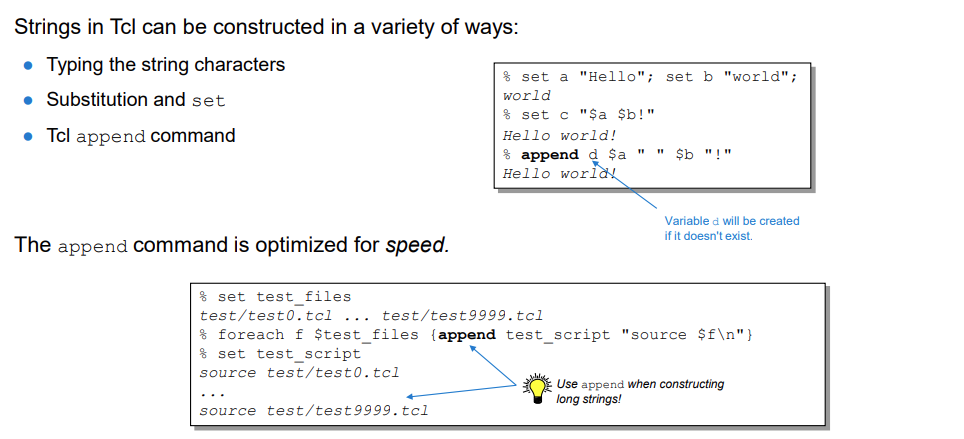 Strings in Tcl can be constructed in a variety of ways:
Typing the string characters
Substitution and set
Tcl append command
% set a "Hello"; set b "world";
world
% set c "$a $b!"
Hello world!
% append d $a " " $b "!"
Hello world!
Variable d will be created
if it doesn't exist.
The append command is optimized for speed.
% set test_files
test/test0.tcl ... test/test9999.tcl
% foreach f $test_files {append test_script "source $f\n"}
% set test_script
source test/test0.tcl
...
source test/test9999.tcl
Use append when constructing
long strings!